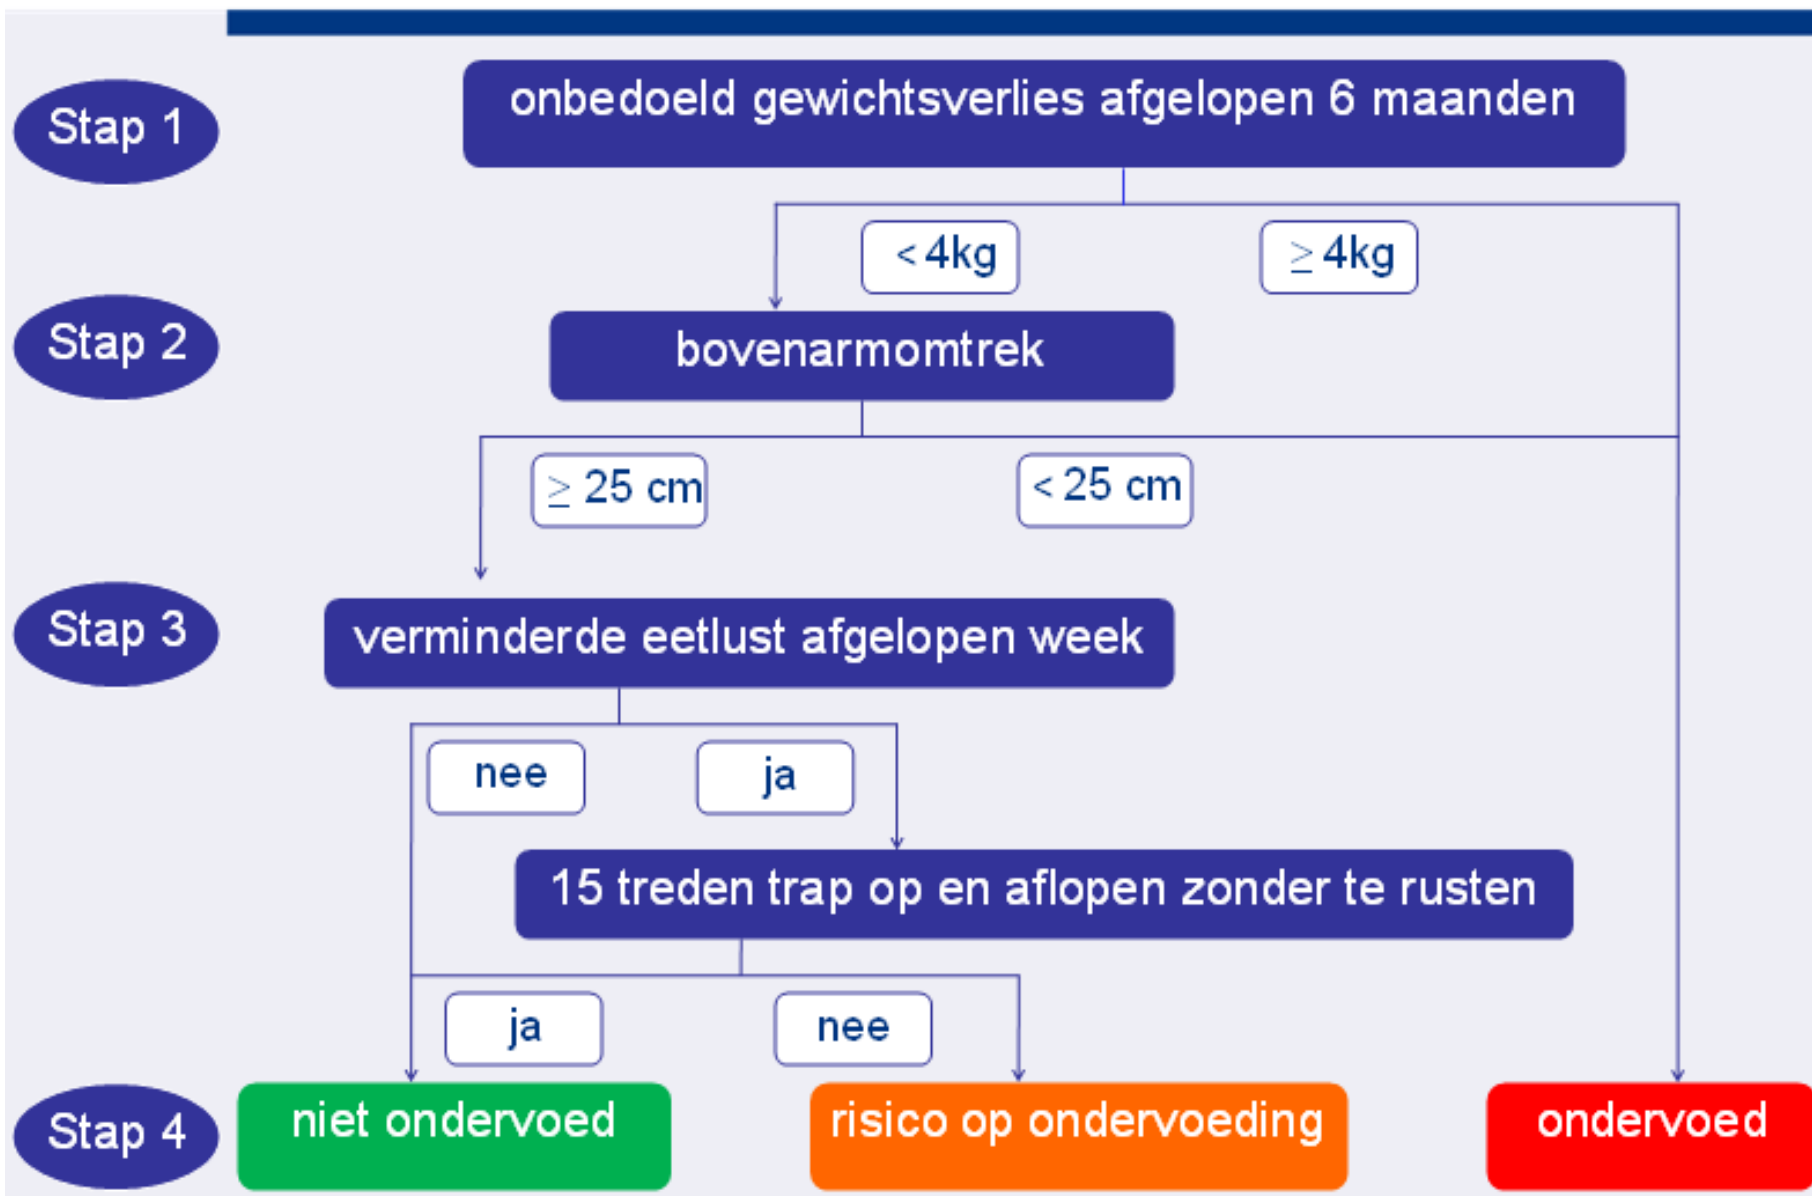 Stap 1
onbedoeld gewichtsverlies afgelopen 6 maanden
< 4kg
≥ 4kg
Stap 2
bovenarmomtrek
≥ 25 cm
< 25 cm
Stap 3
verminderde eetlust afgelopen week
nee
ja
15 treden trap op en aflopen zonder te rusten
ja
nee
Stap 4
niet ondervoed
risico op ondervoeding
ondervoed